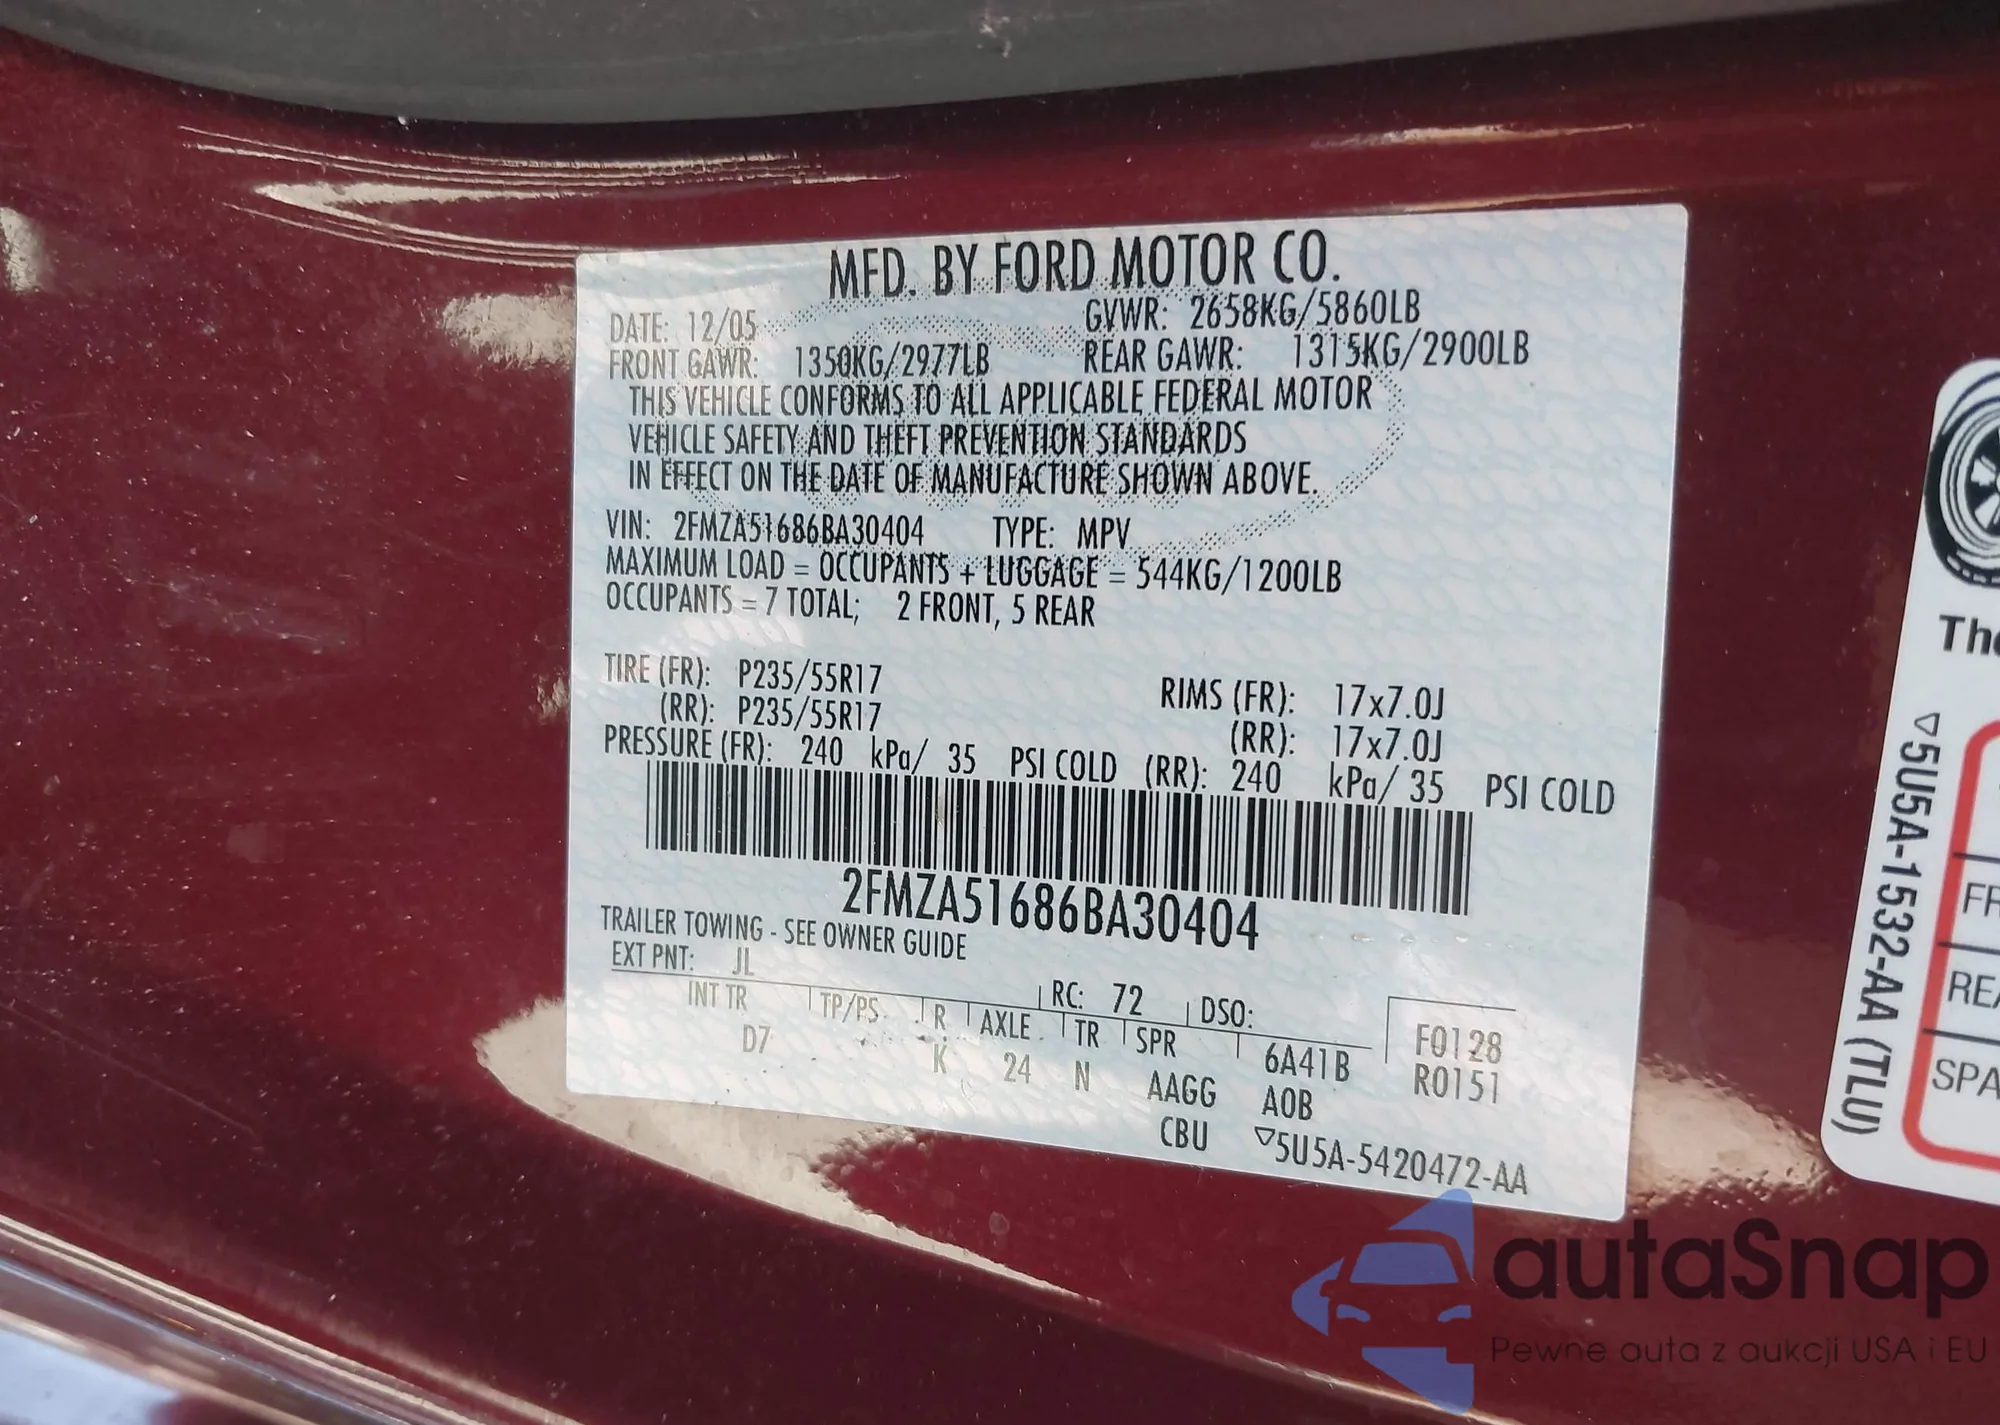 MFD. BY FORD MOTOR CO.
DATE: 12/05
GVWR: 2658KG/5860LB
FRONT GAWR: 1350KG/2977LB
REAR GAWR: 1315KG/2900LB
THIS VEHICLE CONFORMS TO ALL APPLICABLE FEDERAL MOTOR
VEHICLE SAFETY AND THEFT PREVENTION STANDARDS
IN EFFECT ON THE DATE OF MANUFACTURE SHOWN ABOVE.
VIN: 2FMZA51686BA30404 TYPE: MPV
MAXIMUM LOAD = OCCUPANTS + LUGGAGE = 544KG/1200LB
OCCUPANTS = 7 TOTAL; 2 FRONT, 5 REAR
TIRE (FR): P235/55R17 RIMS (FR): 17x7.0J
(RR): P235/55R17 (RR): 17x7.0J
PRESSURE (FR): 240 kPa/ 35 PSI COLD (RR): 240 kPa/ 35 PSI COLD
2FMZA51686BA30404
TRAILER TOWING - SEE OWNER GUIDE
EXT PNT: JL RC: 72 DSO:
INT TR TP/PS R AXLE TR SPR 6A41B F0128
D7 K 24 N AAGG A0B R0151
CBU ▽5U5A-5420472-AA
▽5U5A-1532-AA (TLU)
The
FR
REA
SPA
autaSnap
Pewne auta z aukcji USA i EU